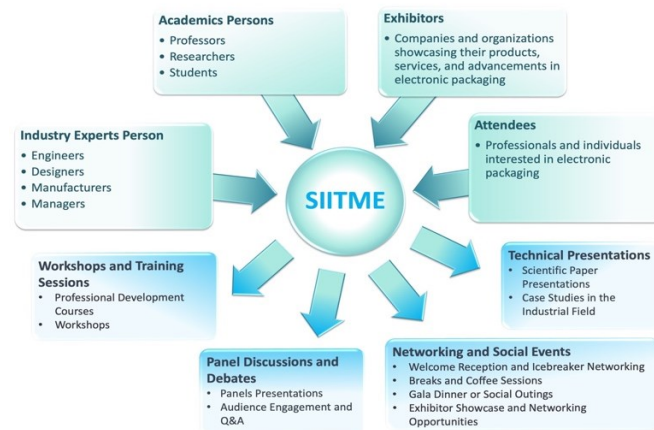 Academics Persons
• Professors
• Researchers
• Students
Exhibitors
• Companies and organizations
showcasing their products,
services, and advancements in
electronic packaging
Industry Experts Person
• Engineers
• Designers
• Manufacturers
• Managers
Attendees
• Professionals and individuals
interested in electronic
packaging
SIITME
Workshops and Training
Sessions
• Professional Development
Courses
• Workshops
Technical Presentations
• Scientific Paper
Presentations
• Case Studies in the
Industrial Field
Panel Discussions and
Debates
• Panels Presentations
• Audience Engagement and
Q&A
Networking and Social Events
• Welcome Reception and Icebreaker Networking
• Breaks and Coffee Sessions
• Gala Dinner or Social Outings
• Exhibitor Showcase and Networking
Opportunities